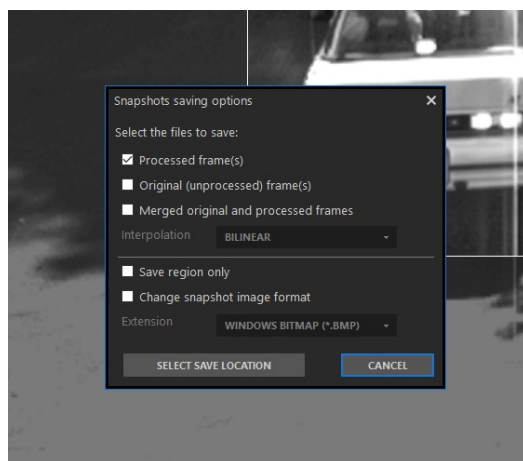 Snapshots saving options
Select the files to save:
Processed frame(s)
Original (unprocessed) frame(s)
Merged original and processed frames
Interpolation BILINEAR
Save region only
Change snapshot image format
Extension WINDOWS BITMAP (*.BMP)
SELECT SAVE LOCATION CANCEL